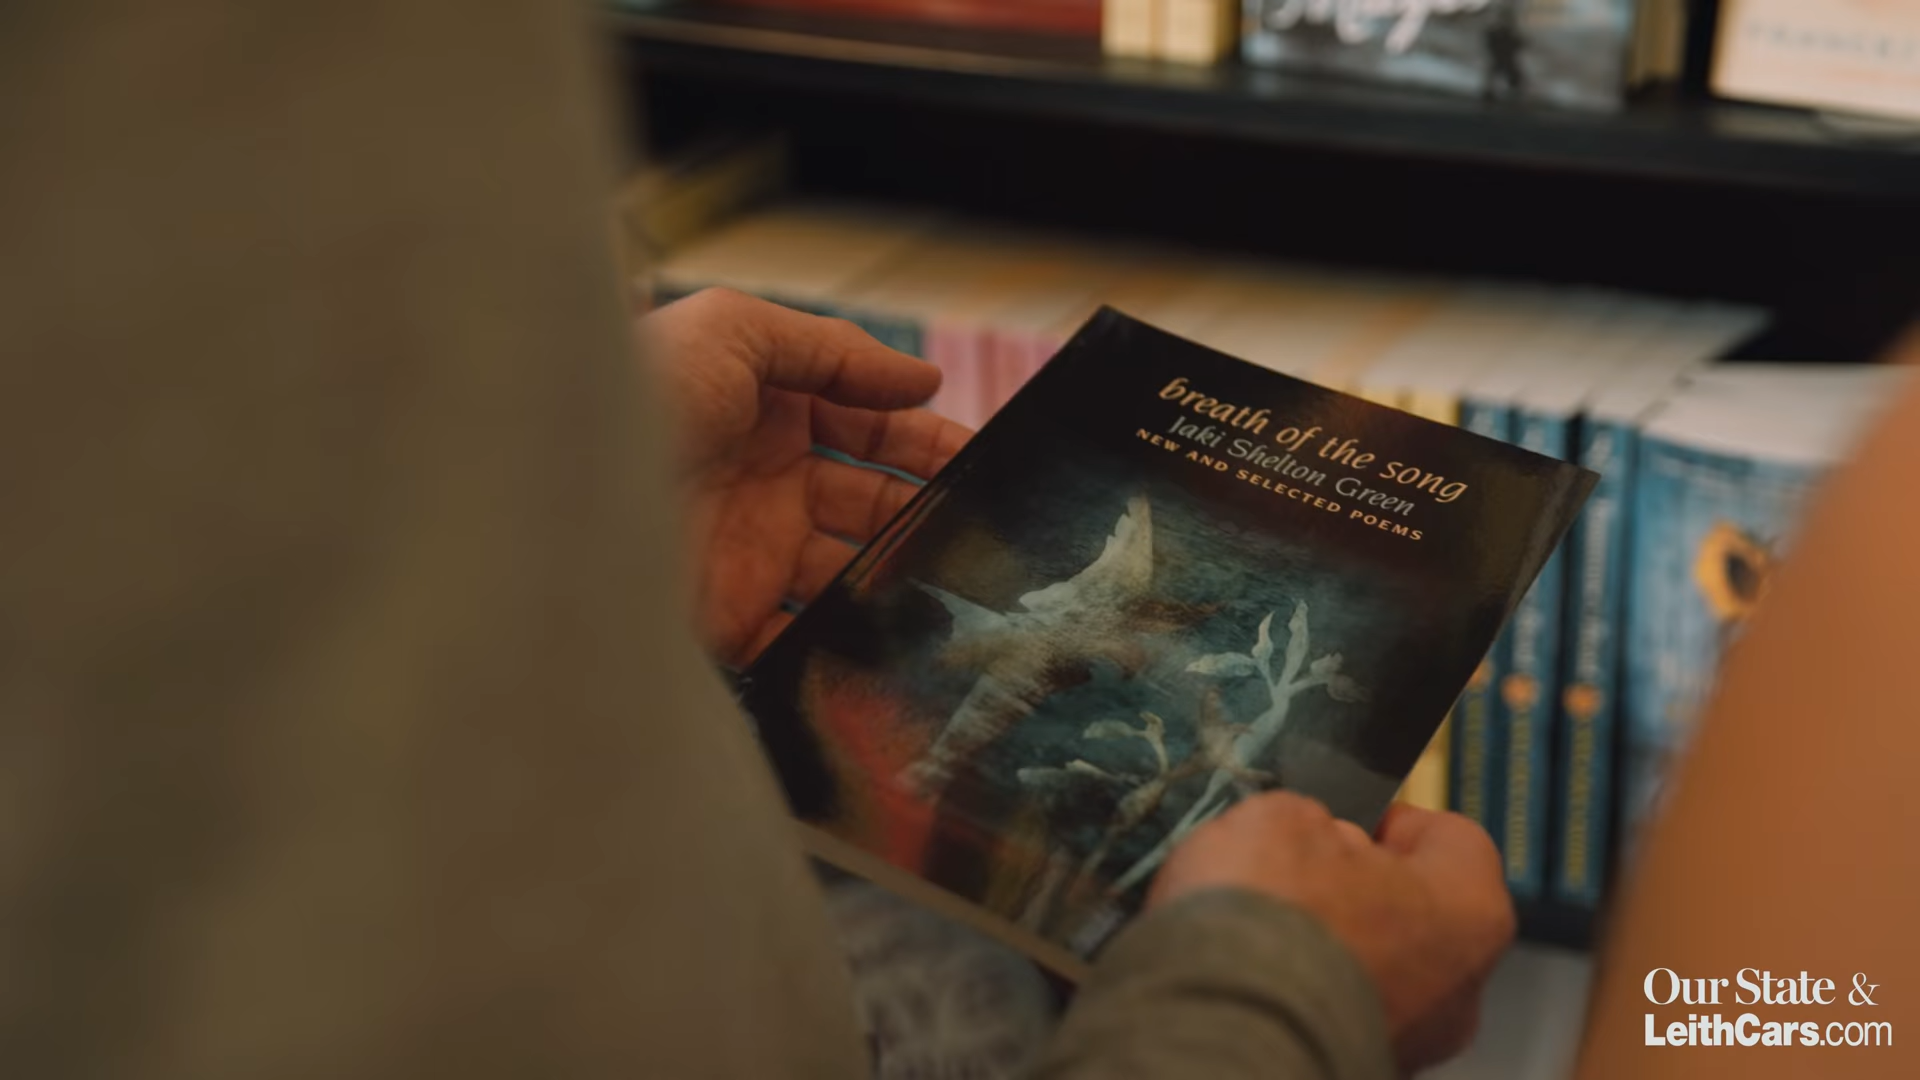 breath of the song
Jaki Shelton Green
NEW AND SELECTED POEMS
Our State &
LeithCars.com